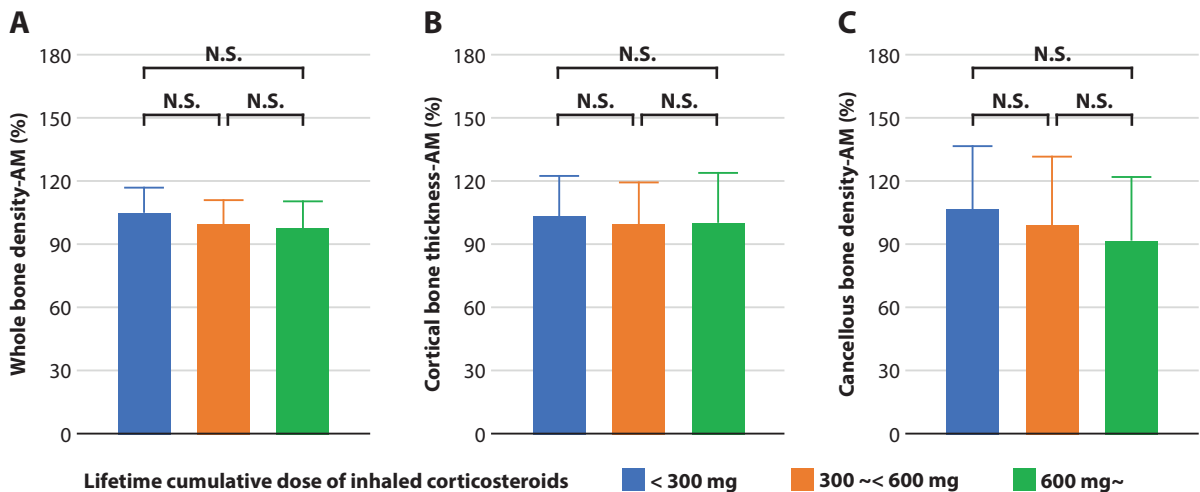 A
Whole bone density-AM (%)
180
150
120
90
60
30
0
N.S.
N.S.
N.S.
B
Cortical bone thickness-AM (%)
180
150
120
90
60
30
0
N.S.
N.S.
N.S.
C
Cancellous bone density-AM (%)
180
150
120
90
60
30
0
N.S.
N.S.
N.S.
Lifetime cumulative dose of inhaled corticosteroids < 300 mg 300 ~< 600 mg 600 mg~